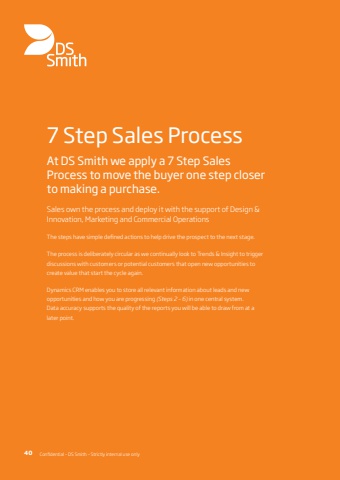 DS
Smith
7 Step Sales Process
At DS Smith we apply a 7 Step Sales
Process to move the buyer one step closer
to making a purchase.
Sales own the process and deploy it with the support of Design &
Innovation, Marketing and Commercial Operations
The steps have simple defined actions to help drive the prospect to the next stage.
The process is deliberately circular as we continually look to Trends & Insight to trigger
discussions with customers or potential customers that open new opportunities to
create value that start the cycle again.
Dynamics CRM enables you to store all relevant information about leads and new
opportunities and how you are progressing (Steps 2 – 6) in one central system.
Data accuracy supports the quality of the reports you will be able to draw from at a
later point.
40 Confidential - DS Smith - Strictly internal use only